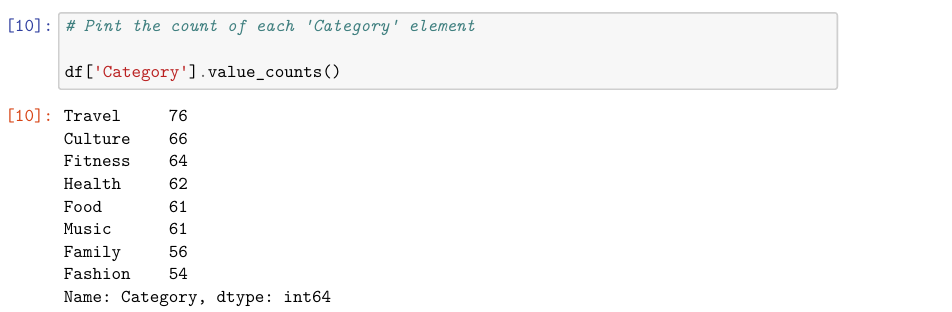 [10]: # Pint the count of each 'Category' element
df['Category'].value_counts()
[10]: Travel 76
Culture 66
Fitness 64
Health 62
Food 61
Music 61
Family 56
Fashion 54
Name: Category, dtype: int64